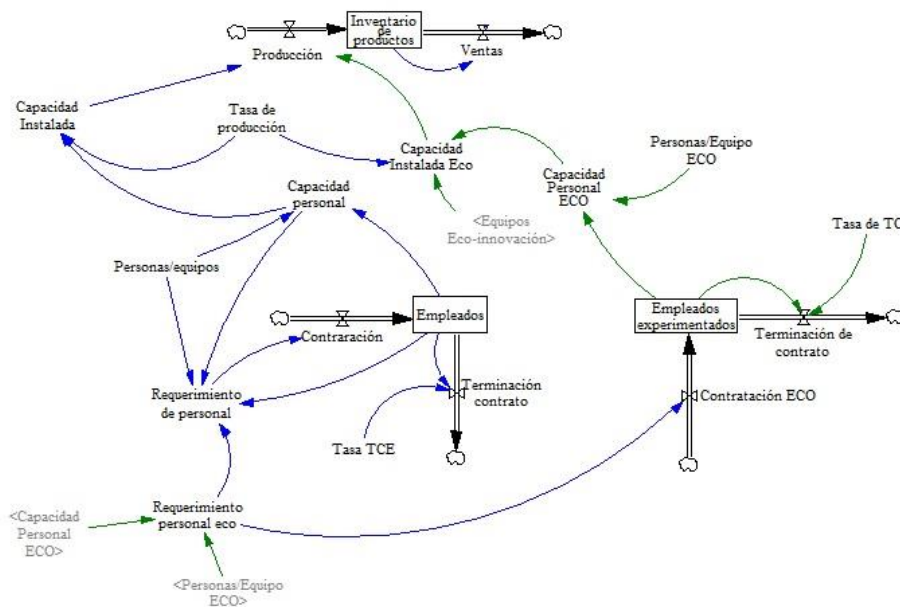 Inventario
de
productos
Producción
Ventas
Capacidad
Instalada
Tasa de
producción
Capacidad
Instalada Eco
Personas/Equipo
ECO
Capacidad
Personal
ECO
Capacidad
personal
<Equipos
Eco-innovación>
Tasa de TC
Personas/equipos
Empleados
Empleados
experimentados
Contraración
Terminación de
contrato
Requerimiento
de personal
Terminación
contrato
Contratación ECO
Tasa TCE
Requerimiento
personal eco
<Capacidad
Personal
ECO>
<Personas/Equipo
ECO>